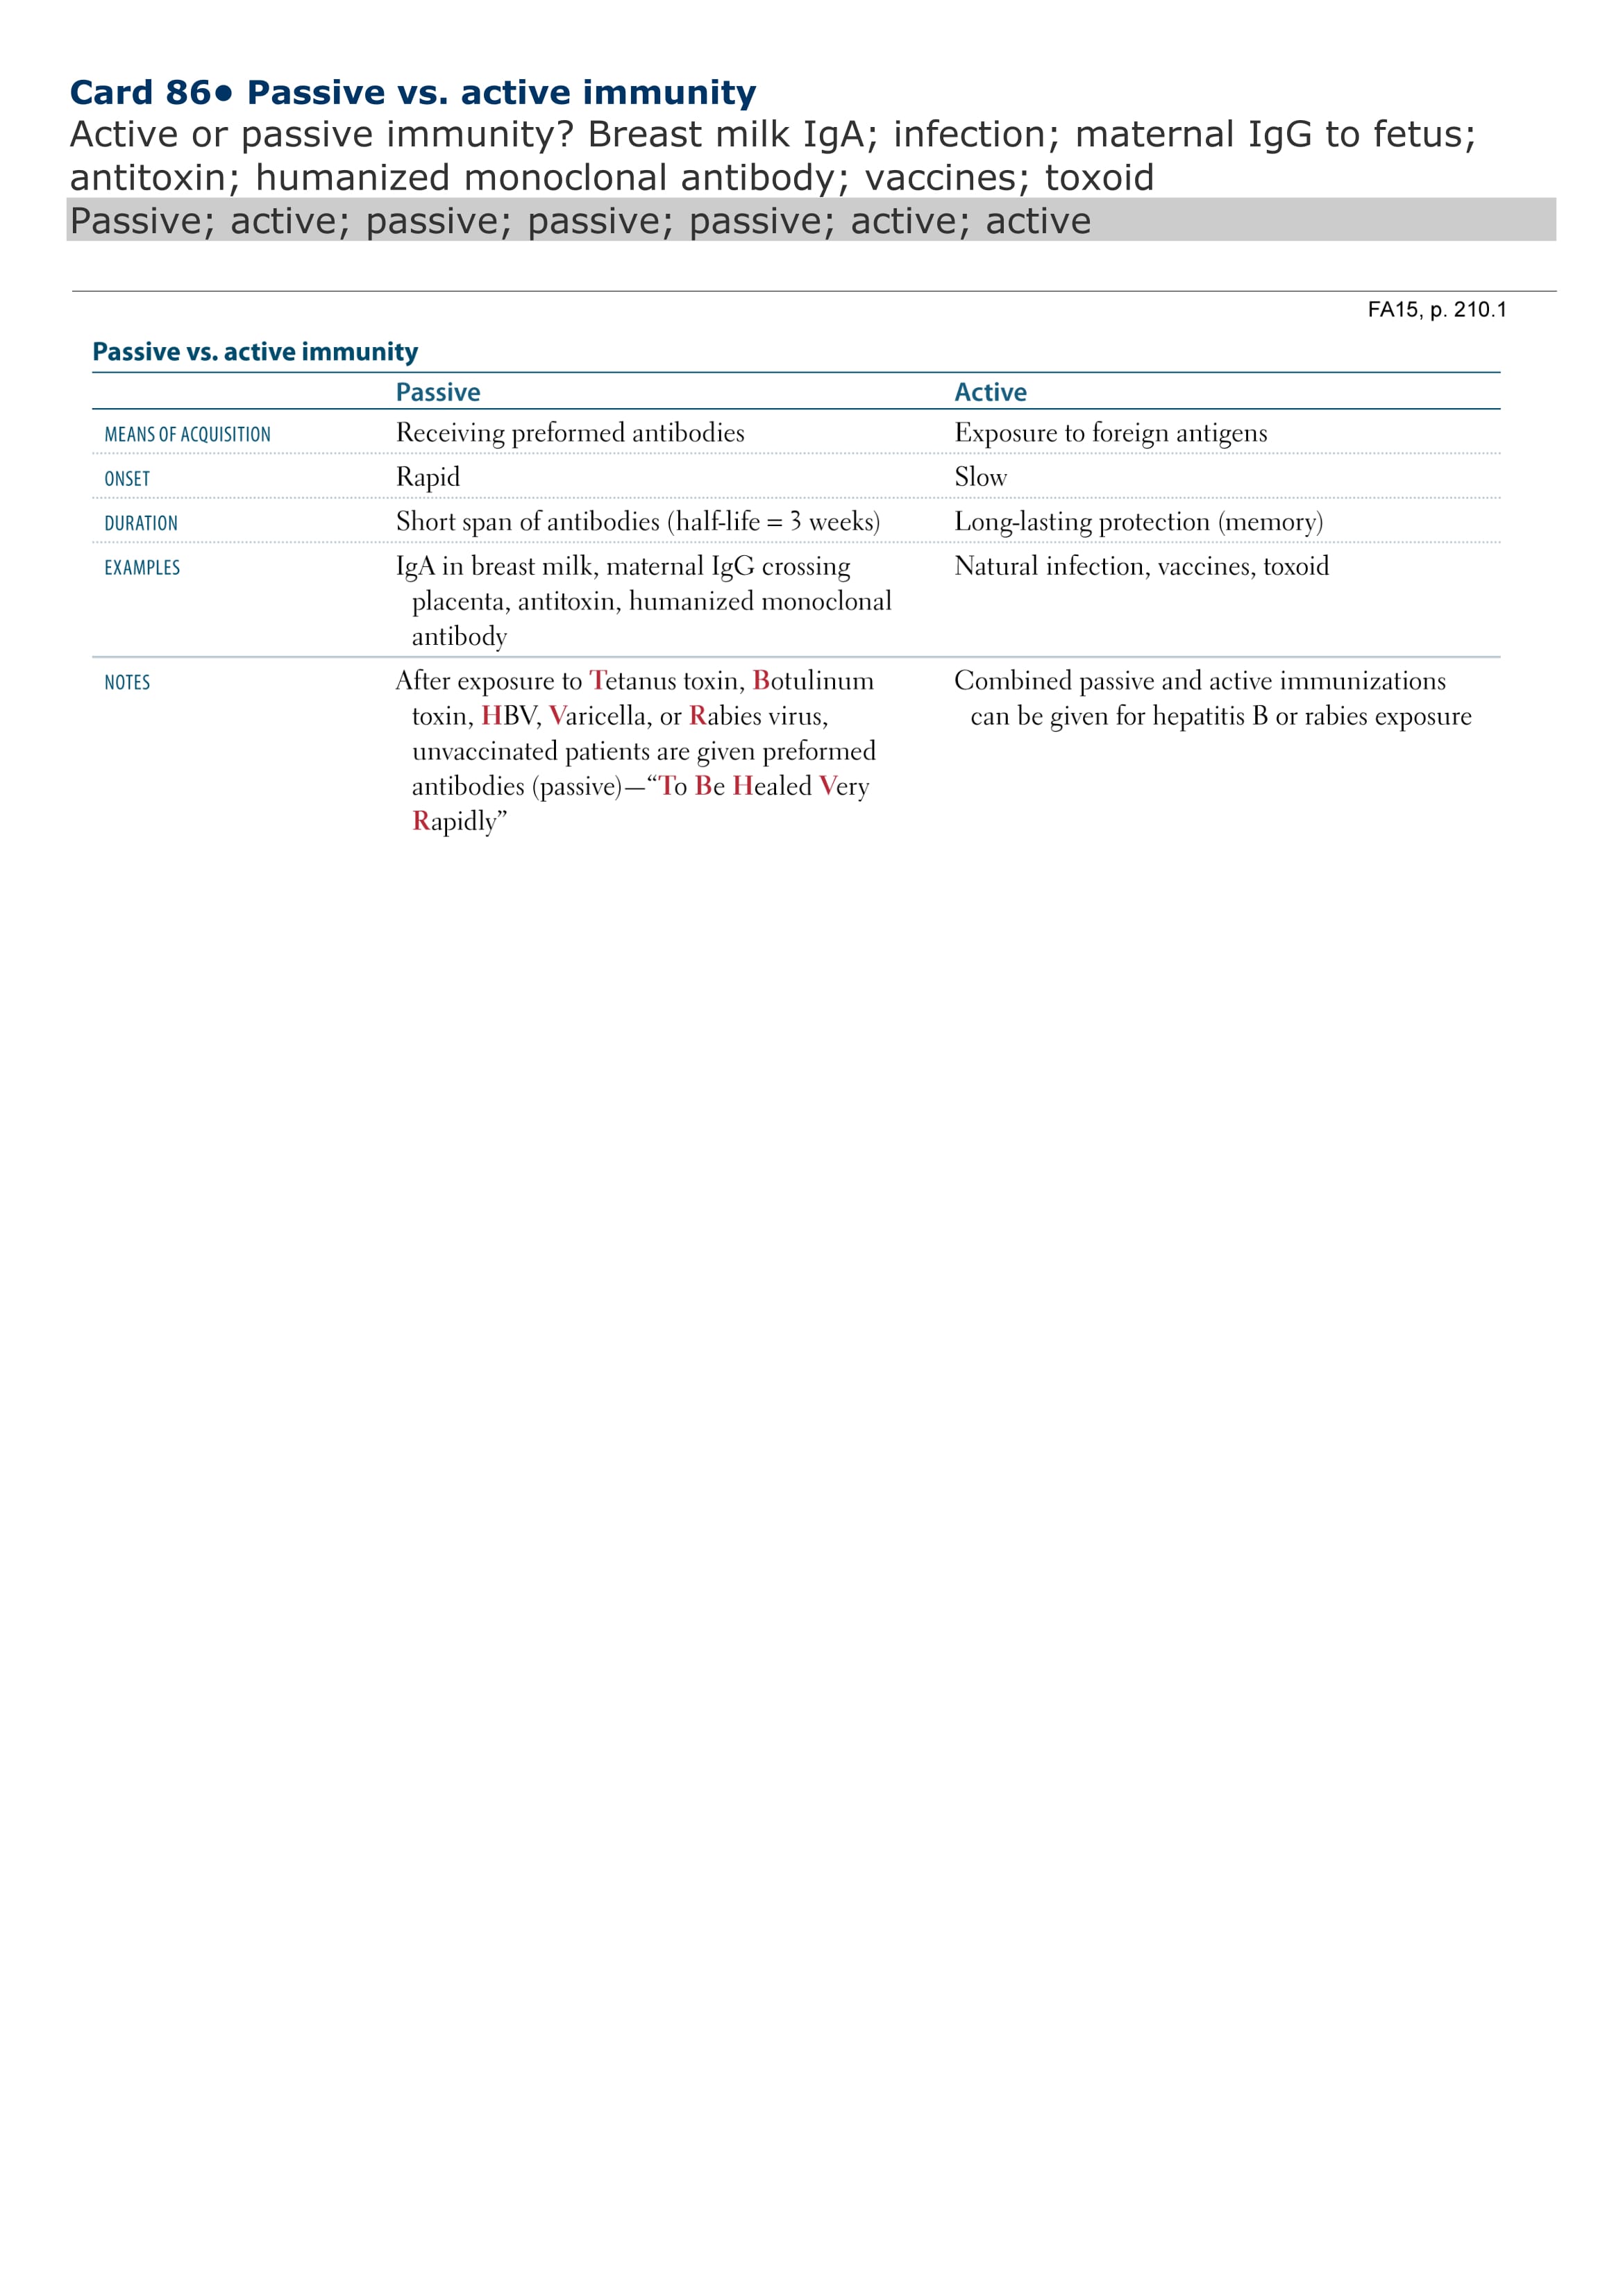 Card 86• Passive vs. active immunity
Active or passive immunity? Breast milk IgA; infection; maternal IgG to fetus;
antitoxin; humanized monoclonal antibody; vaccines; toxoid
Passive; active; passive; passive; passive; active; active
FA15, p. 210.1
Passive vs. active immunity
Passive Active
MEANS OF ACQUISITION Receiving preformed antibodies Exposure to foreign antigens
ONSET Rapid Slow
DURATION Short span of antibodies (half-life = 3 weeks) Long-lasting protection (memory)
EXAMPLES IgA in breast milk, maternal IgG crossing Natural infection, vaccines, toxoid
placenta, antitoxin, humanized monoclonal
antibody
NOTES After exposure to Tetanus toxin, Botulinum Combined passive and active immunizations
toxin, HBV, Varicella, or Rabies virus, can be given for hepatitis B or rabies exposure
unvaccinated patients are given preformed
antibodies (passive)—“To Be Healed Very
Rapidly”